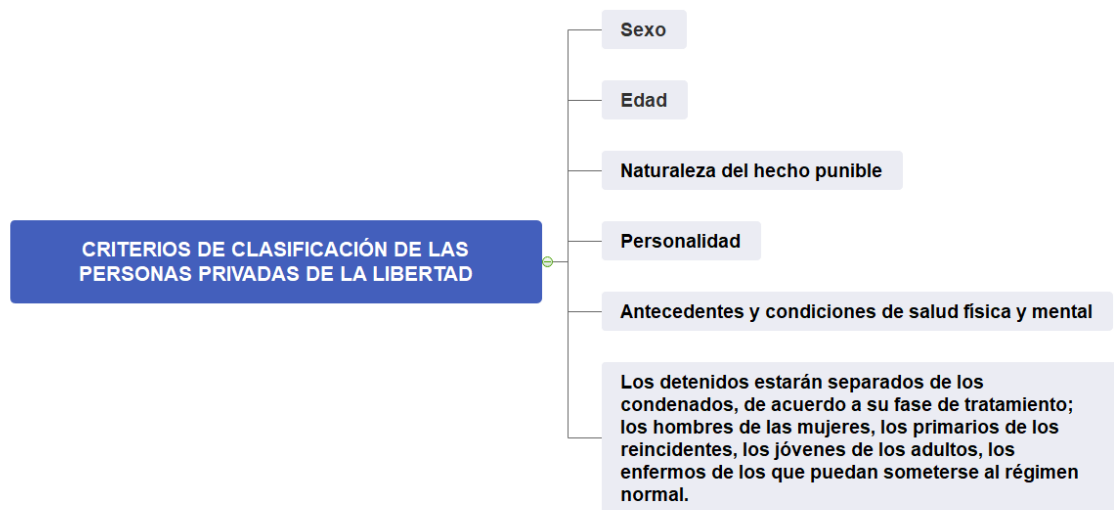 Sexo
Edad
Naturaleza del hecho punible
CRITERIOS DE CLASIFICACIÓN DE LAS
PERSONAS PRIVADAS DE LA LIBERTAD
Personalidad
Antecedentes y condiciones de salud física y mental
Los detenidos estarán separados de los
condenados, de acuerdo a su fase de tratamiento;
los hombres de las mujeres, los primarios de los
reincidentes, los jóvenes de los adultos, los
enfermos de los que puedan someterse al régimen
normal.